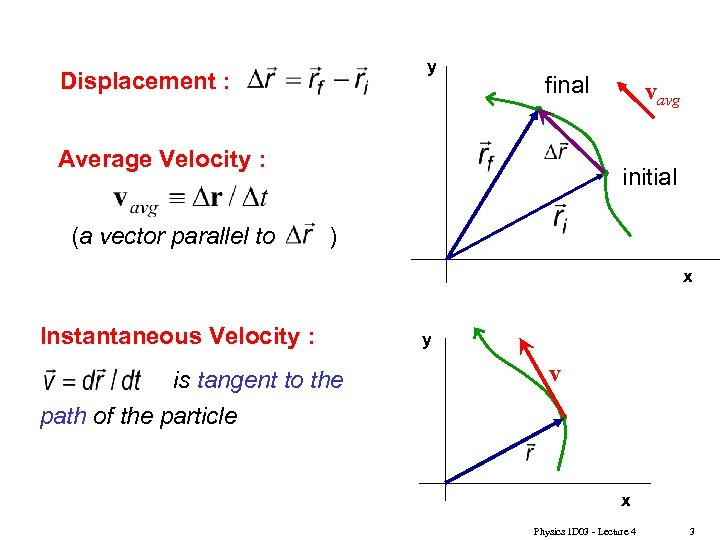 Displacement : Δr⃗ = r⃗f − r⃗i
Average Velocity :
vavg ≡ Δr / Δt
(a vector parallel to Δr⃗ )
y
final
vavg
r⃗f
Δr⃗
initial
r⃗i
x
Instantaneous Velocity :
v⃗ = dr⃗/dt is tangent to the
path of the particle
y
v
r⃗
x
Physics 1D03 - Lecture 4
3